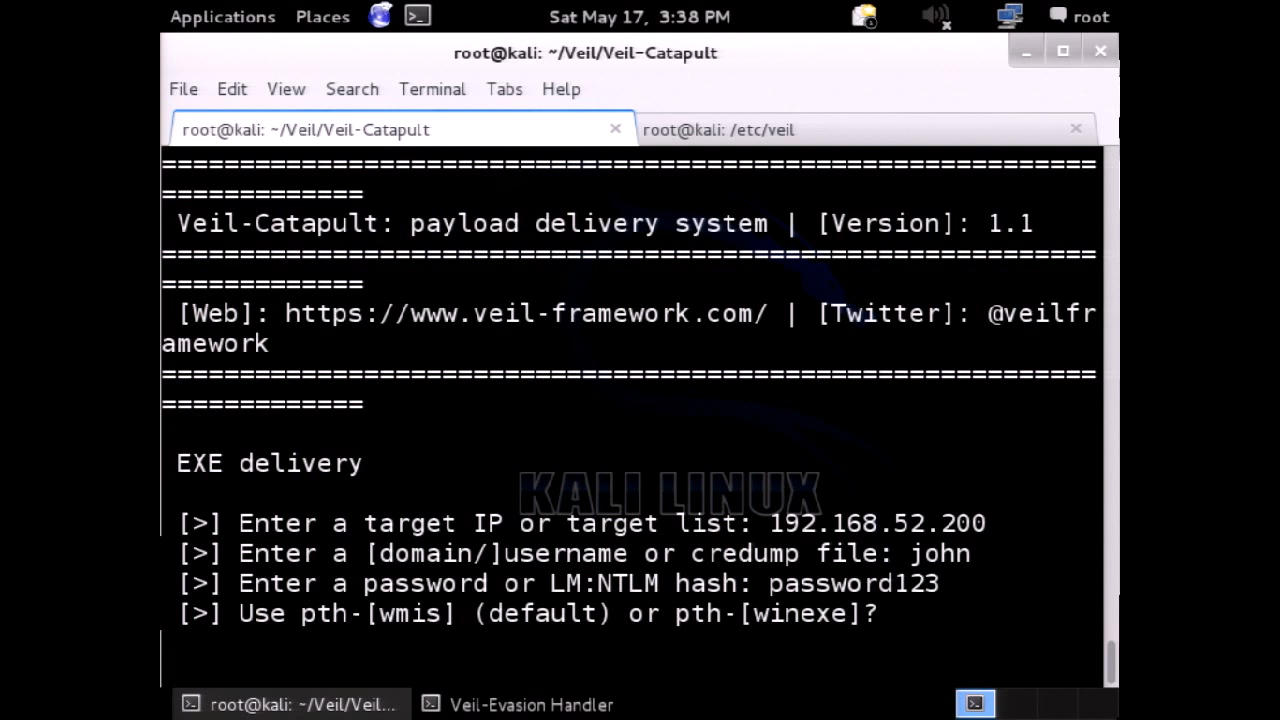 Applications Places Sat May 17, 3:38 PM root
root@kali: ~/Veil/Veil-Catapult
File Edit View Search Terminal Tabs Help
root@kali: ~/Veil/Veil-Catapult root@kali: /etc/veil
============================================================
=============
Veil-Catapult: payload delivery system | [Version]: 1.1
============================================================
=============
[Web]: https://www.veil-framework.com/ | [Twitter]: @veilfr
amework
============================================================
=============
EXE delivery
KALI LINUX
[>] Enter a target IP or target list: 192.168.52.200
[>] Enter a [domain/]username or credump file: john
[>] Enter a password or LM:NTLM hash: password123
[>] Use pth-[wmis] (default) or pth-[winexe]?
root@kali: ~/Veil/Veil... Veil-Evasion Handler